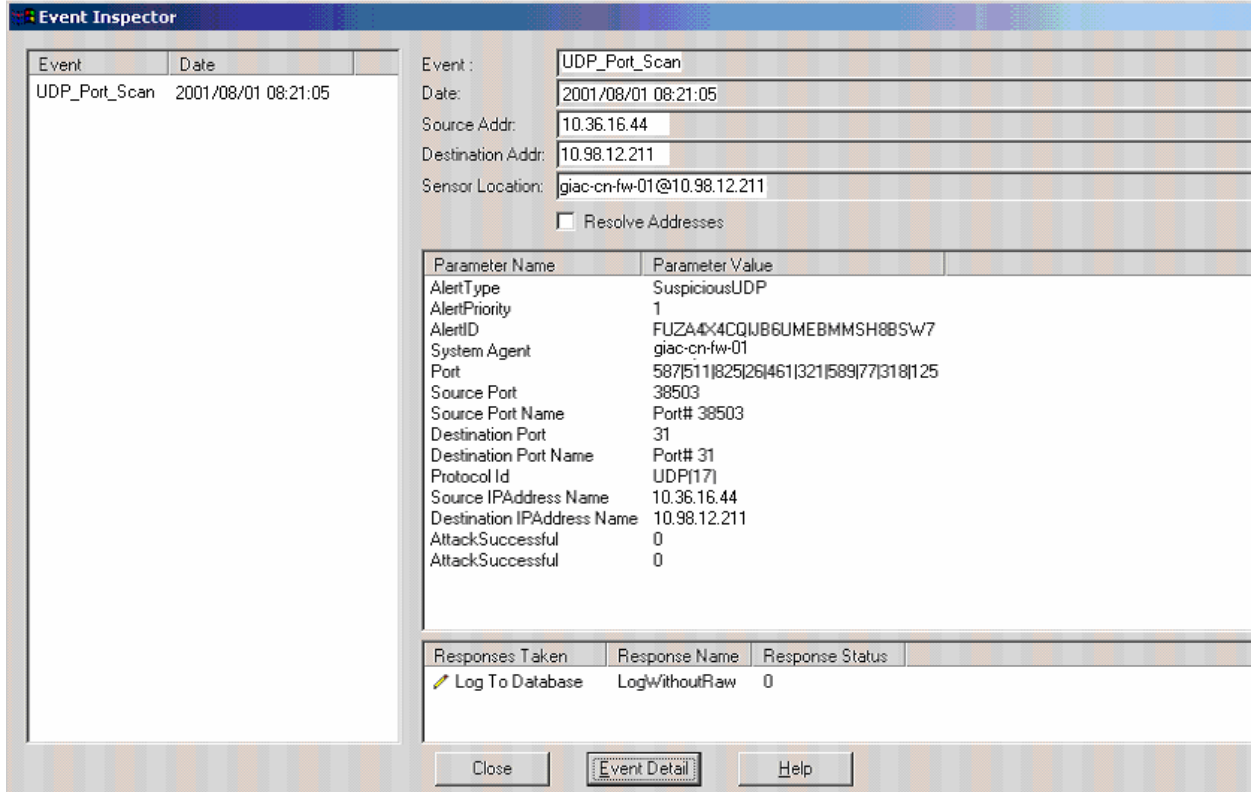 Event Inspector
Event Date
UDP_Port_Scan 2001/08/01 08:21:05
Event : UDP_Port_Scan
Date: 2001/08/01 08:21:05
Source Addr: 10.36.16.44
Destination Addr: 10.98.12.211
Sensor Location: giac-cn-fw-01@10.98.12.211
Resolve Addresses
Parameter Name Parameter Value
AlertType SuspiciousUDP
AlertPriority 1
AlertID FUZA4X4CQIJB6UMEBMMSH8BSW7
System Agent giac-cn-fw-01
Port 587|511|825|26|461|321|589|77|318|125
Source Port 38503
Source Port Name Port# 38503
Destination Port 31
Destination Port Name Port# 31
Protocol Id UDP(17)
Source IPAddress Name 10.36.16.44
Destination IPAddress Name 10.98.12.211
AttackSuccessful 0
AttackSuccessful 0
Responses Taken Response Name Response Status
Log To Database LogWithoutRaw 0
Close Event Detail Help